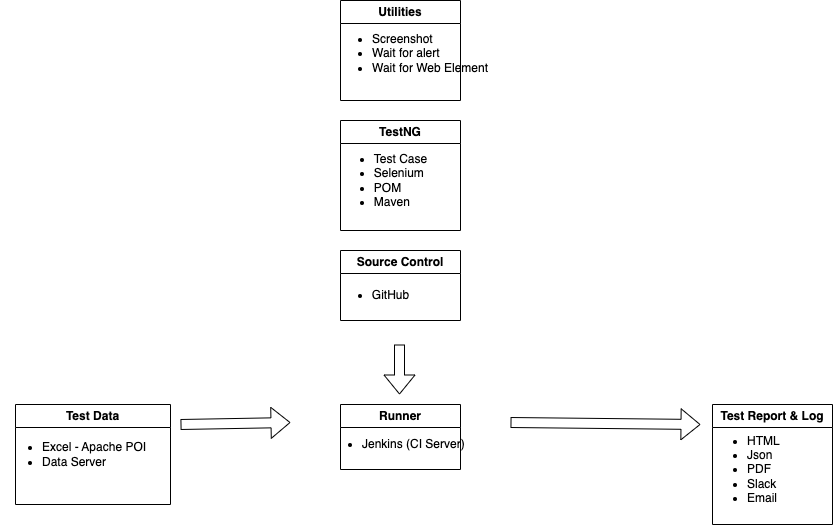 Utilities
Screenshot
Wait for alert
Wait for Web Element
TestNG
Test Case
Selenium
POM
Maven
Source Control
GitHub
Test Data
Excel - Apache POI
Data Server
Runner
Jenkins (CI Server)
Test Report & Log
HTML
Json
PDF
Slack
Email